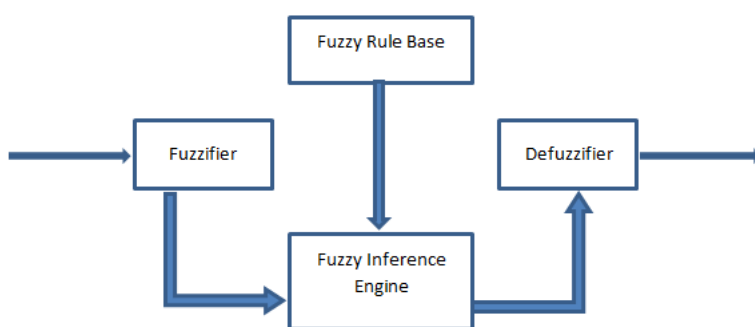 Fuzzy Rule Base
Fuzzifier
Defuzzifier
Fuzzy Inference
Engine